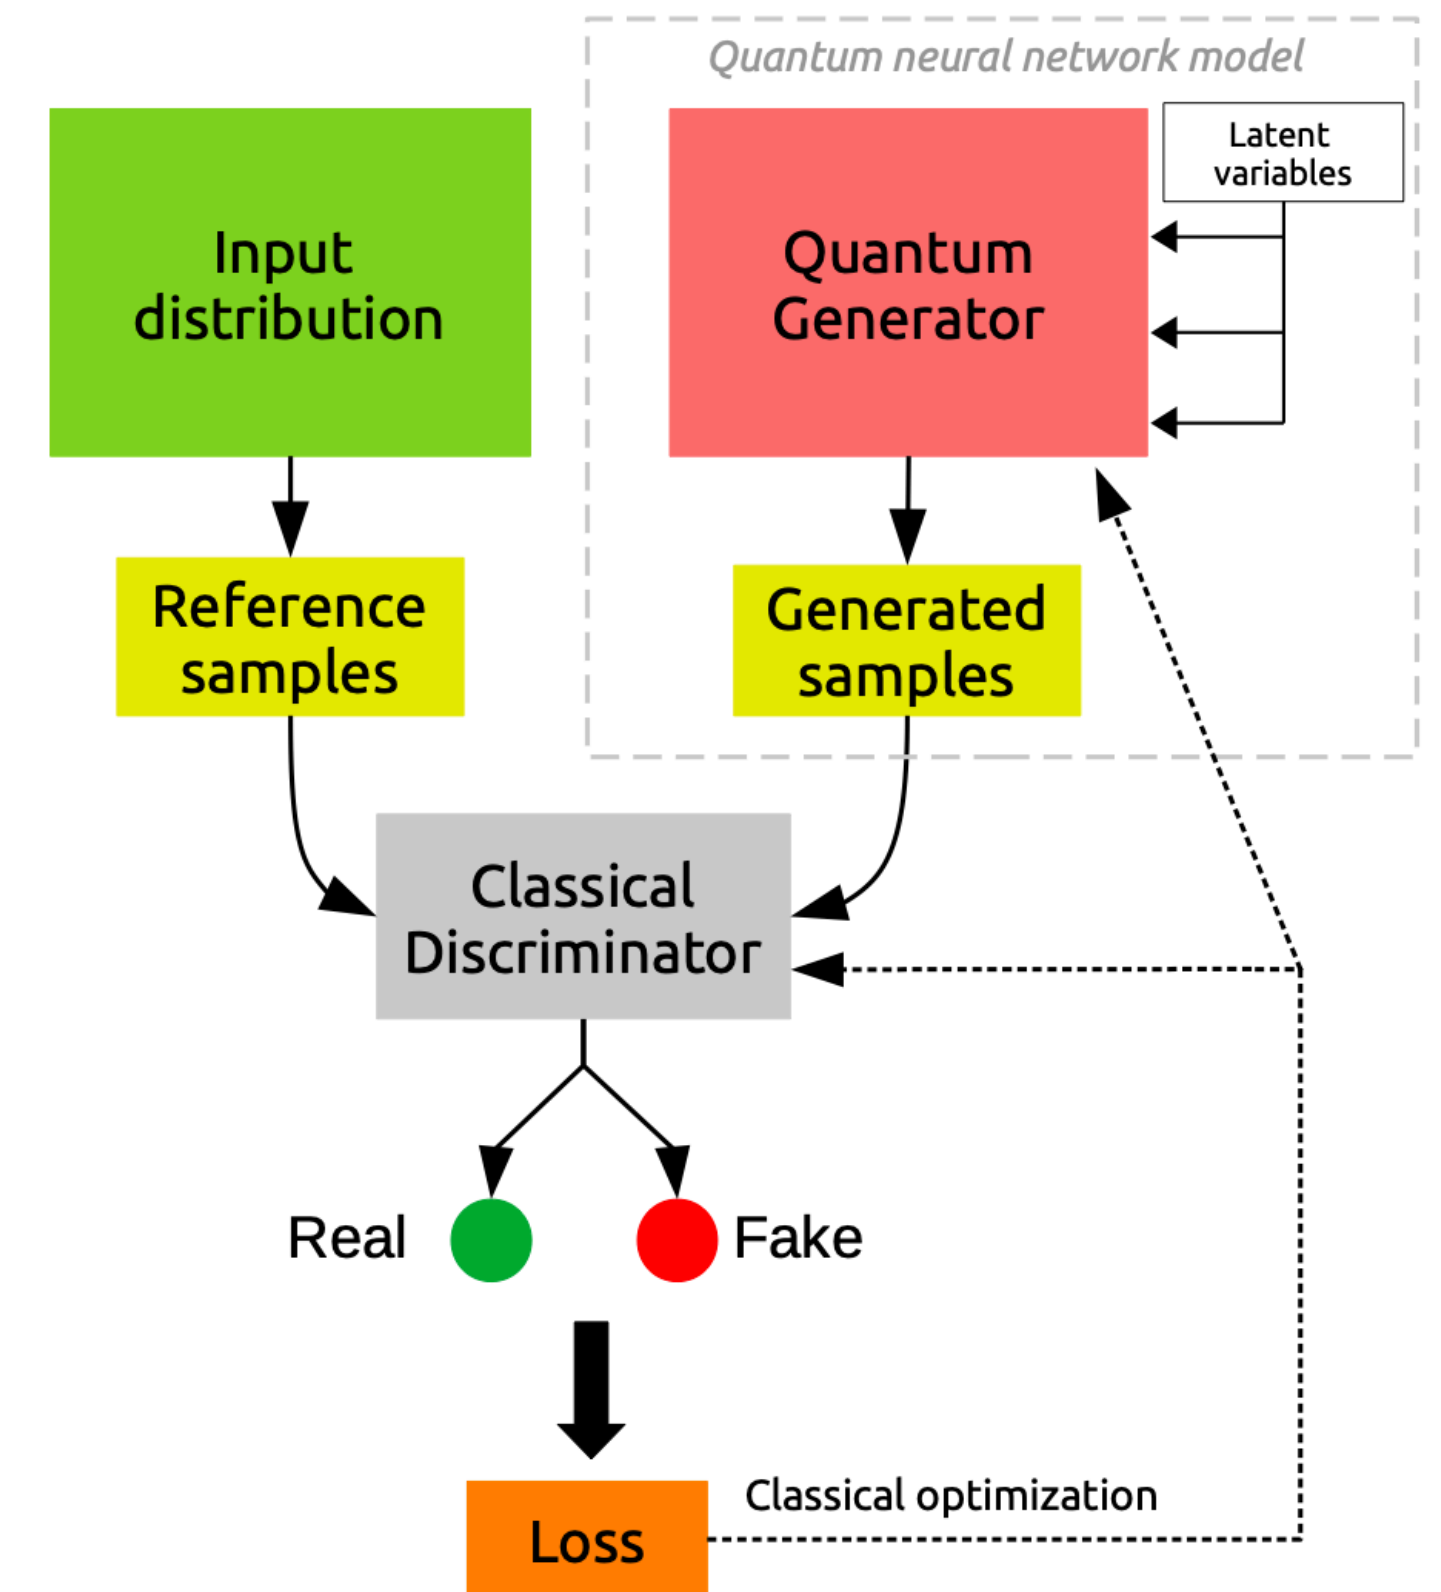 Quantum neural network model
Input
distribution
Quantum
Generator
Latent
variables
Reference
samples
Generated
samples
Classical
Discriminator
Real
Fake
Classical optimization
Loss